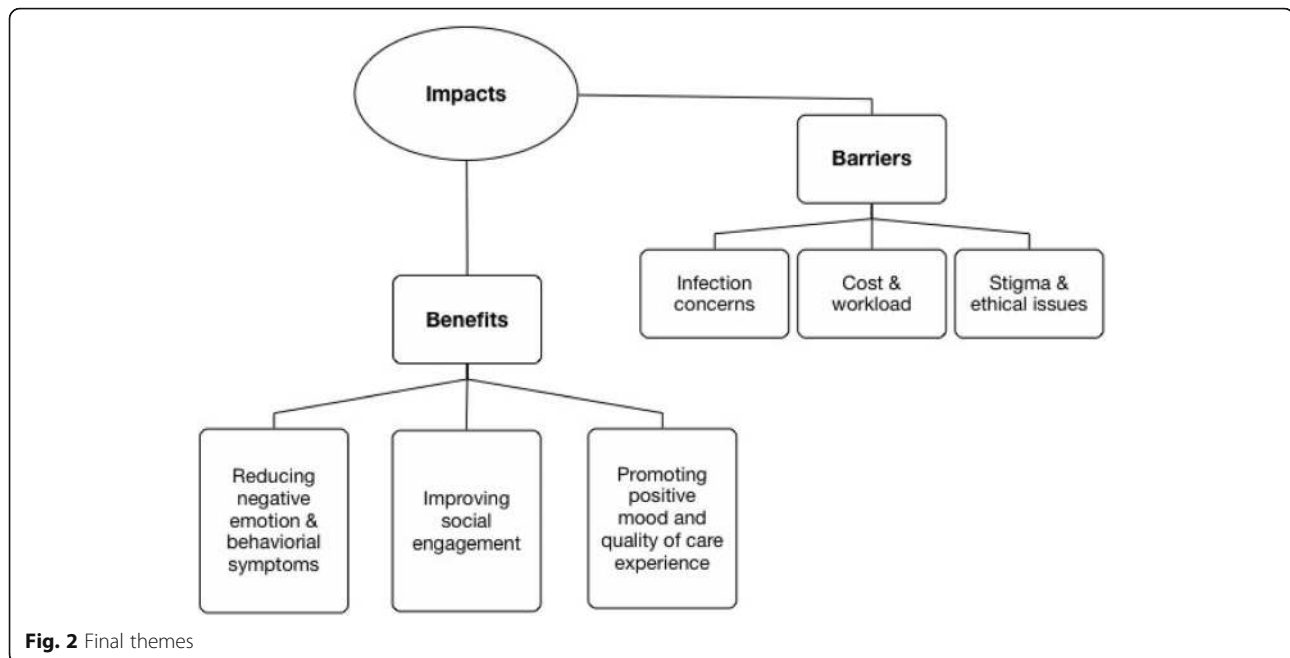 Impacts
Barriers
Infection
concerns
Cost &
workload
Stigma &
ethical issues
Benefits
Reducing
negative
emotion &
behaviorial
symptoms
Improving
social
engagement
Promoting
positive
mood and
quality of care
experience
Fig. 2 Final themes